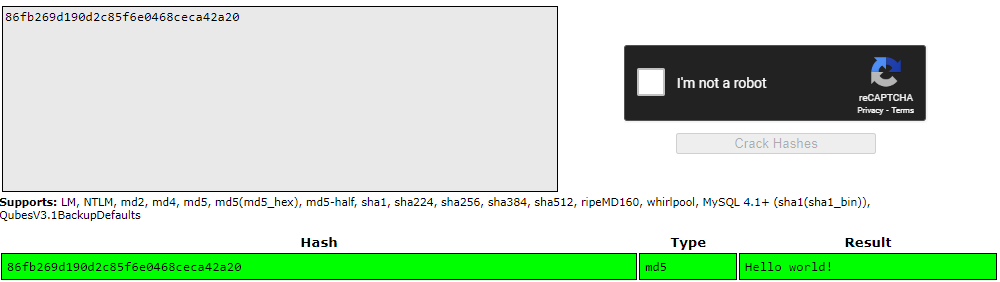 86fb269d190d2c85f6e0468ceca42a20
I'm not a robot
reCAPTCHA
Privacy - Terms
Crack Hashes
Supports: LM, NTLM, md2, md4, md5, md5(md5_hex), md5-half, sha1, sha224, sha256, sha384, sha512, ripeMD160, whirlpool, MySQL 4.1+ (sha1(sha1_bin)),
QubesV3.1BackupDefaults
Hash Type Result
86fb269d190d2c85f6e0468ceca42a20 md5 Hello world!